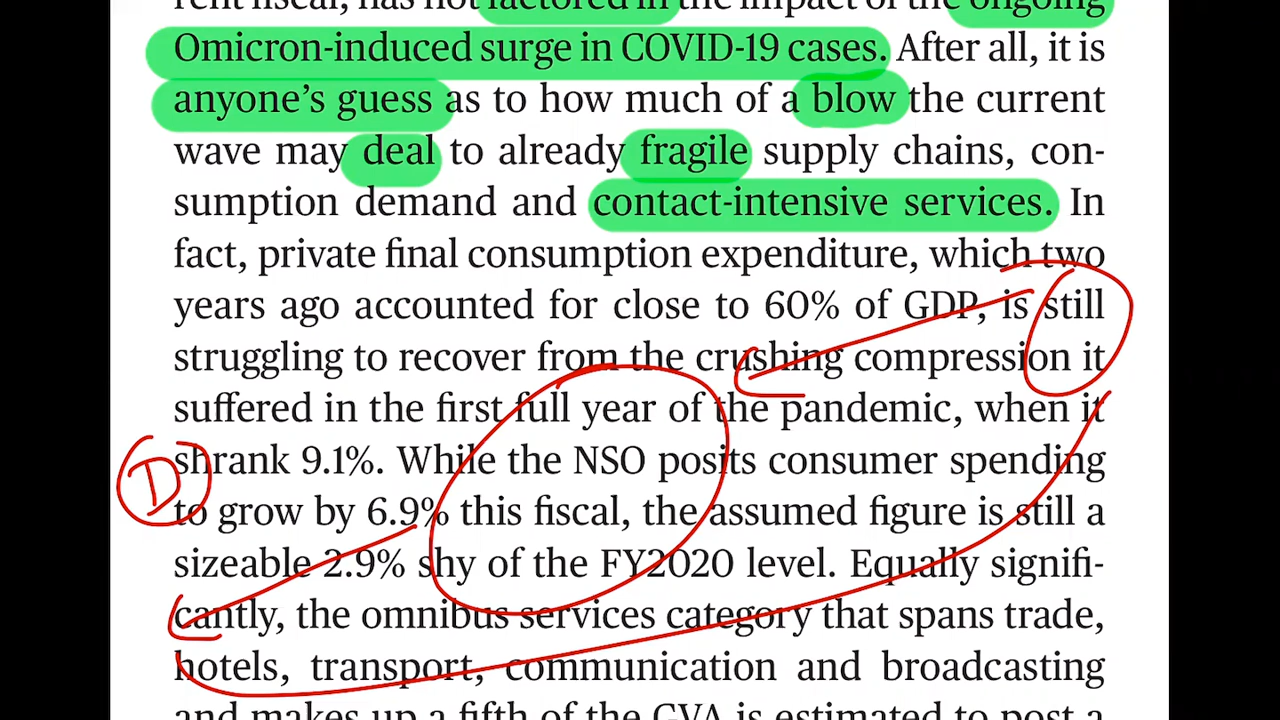 rent fiscal, has not factored in the impact of the ongoing
Omicron-induced surge in COVID-19 cases. After all, it is
anyone’s guess as to how much of a blow the current
wave may deal to already fragile supply chains, con-
sumption demand and contact-intensive services. In
fact, private final consumption expenditure, which two
years ago accounted for close to 60% of GDP, is still
struggling to recover from the crushing compression it
suffered in the first full year of the pandemic, when it
shrank 9.1%. While the NSO posits consumer spending
D
to grow by 6.9% this fiscal, the assumed figure is still a
sizeable 2.9% shy of the FY2020 level. Equally signifi-
cantly, the omnibus services category that spans trade,
hotels, transport, communication and broadcasting
and makes up a fifth of the GVA is estimated to post a